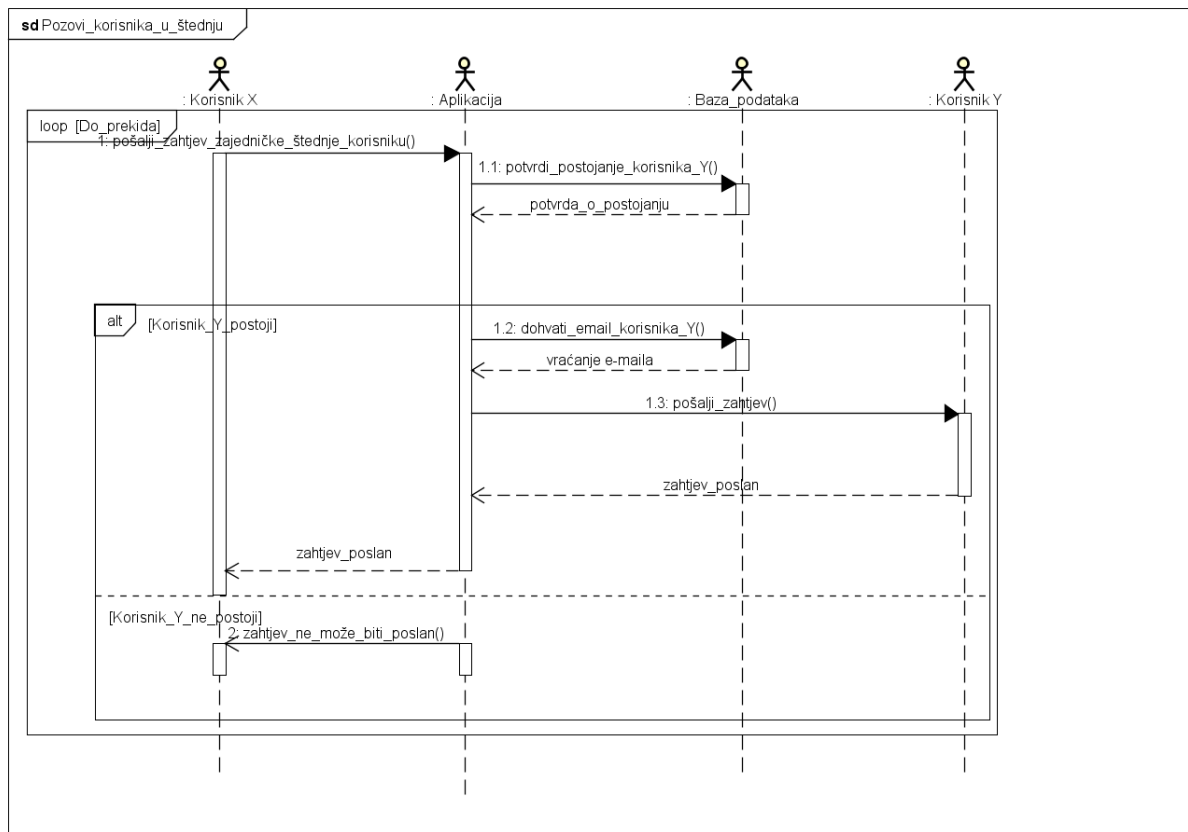 sd Pozovi_korisnika_u_štednju
: Korisnik X
: Aplikacija
: Baza_podataka
: Korisnik Y
loop [Do_prekida]
1: pošalji_zahtjev_zajedničke_štednje_korisniku()
1.1: potvrdi_postojanje_korisnika_Y()
potvrda_o_postojanju
alt [Korisnik_Y_postoji]
1.2: dohvati_email_korisnika_Y()
vraćanje e-maila
1.3: pošalji_zahtjev()
zahtjev_poslan
zahtjev_poslan
[Korisnik_Y_ne_postoji]
2: zahtjev_ne_može_biti_poslan()